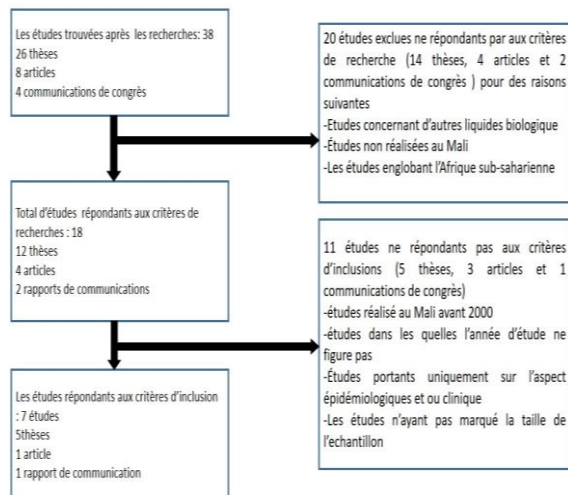 Les études trouvées après les recherches: 38
26 thèses
8 articles
4 communications de congrès
20 études exclues ne répondants par aux critères
de recherche (14 thèses, 4 articles et 2
communications de congrès ) pour des raisons
suivantes
-Etudes concernant d'autres liquides biologique
-Études non réalisées au Mali
-Les études englobant l'Afrique sub-saharienne
Total d'études répondants aux critères de
recherches : 18
12 thèses
4 articles
2 rapports de communications
11 études ne répondants pas aux critères
d'inclusions (5 thèses, 3 articles et 1
communications de congrès)
-études réalisé au Mali avant 2000
-études dans les quelles l'année d'étude ne
figure pas
-Études portants uniquement sur l'aspect
épidémiologiques et ou clinique
-Les études n'ayant pas marqué la taille de
l'echantillon
Les études répondants aux critères d'inclusion
: 7 études
5thèses
1 article
1 rapport de communication